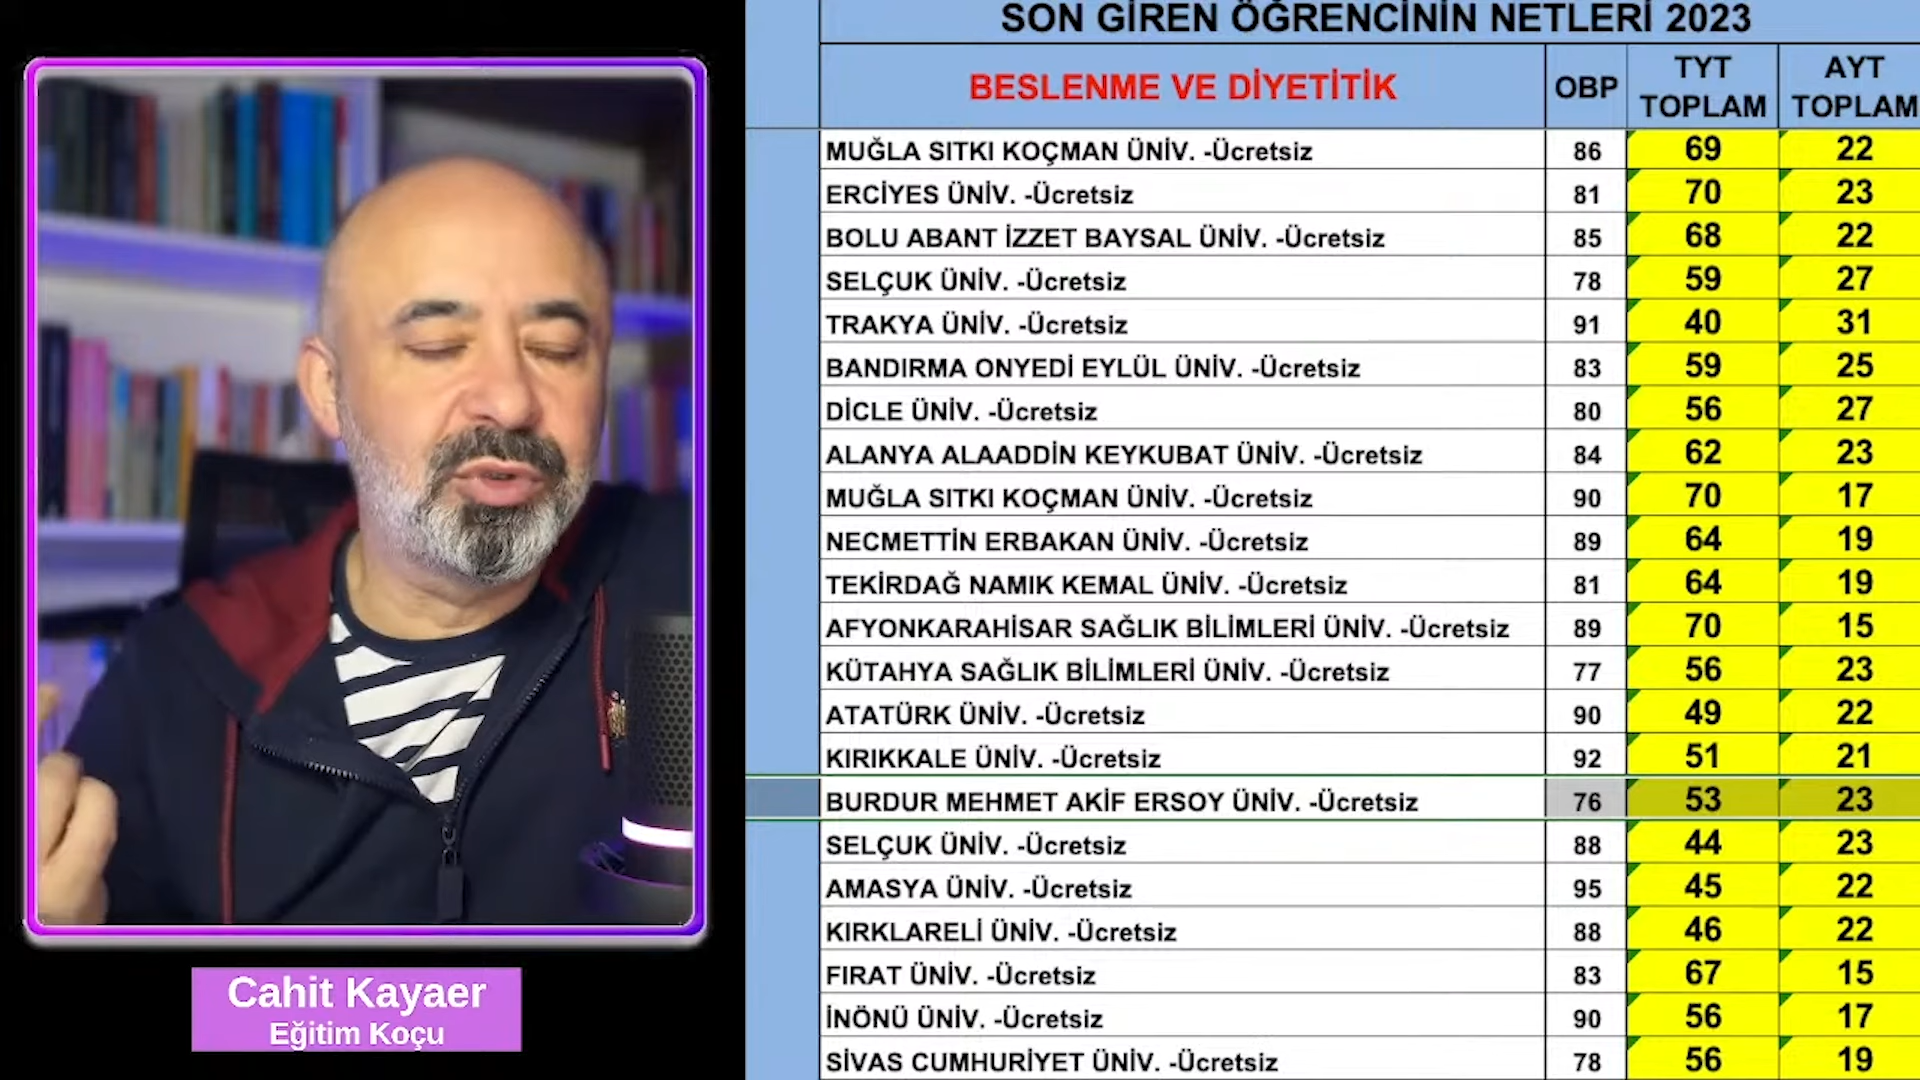 SON GİREN ÖĞRENCİNİN NETLERİ 2023
BESLENME VE DİYETİTİK OBP TYT TOPLAM AYT TOPLAM
MUĞLA SITKI KOÇMAN ÜNİV. -Ücretsiz 86 69 22
ERCİYES ÜNİV. -Ücretsiz 81 70 23
BOLU ABANT İZZET BAYSAL ÜNİV. -Ücretsiz 85 68 22
SELÇUK ÜNİV. -Ücretsiz 78 59 27
TRAKYA ÜNİV. -Ücretsiz 91 40 31
BANDIRMA ONYEDİ EYLÜL ÜNİV. -Ücretsiz 83 59 25
DİCLE ÜNİV. -Ücretsiz 80 56 27
ALANYA ALAADDİN KEYKUBAT ÜNİV. -Ücretsiz 84 62 23
MUĞLA SITKI KOÇMAN ÜNİV. -Ücretsiz 90 70 17
NECMETTİN ERBAKAN ÜNİV. -Ücretsiz 89 64 19
TEKİRDAĞ NAMIK KEMAL ÜNİV. -Ücretsiz 81 64 19
AFYONKARAHİSAR SAĞLIK BİLİMLERİ ÜNİV. -Ücretsiz 89 70 15
KÜTAHYA SAĞLIK BİLİMLERİ ÜNİV. -Ücretsiz 77 56 23
ATATÜRK ÜNİV. -Ücretsiz 90 49 22
KIRIKKALE ÜNİV. -Ücretsiz 92 51 21
BURDUR MEHMET AKİF ERSOY ÜNİV. -Ücretsiz 76 53 23
SELÇUK ÜNİV. -Ücretsiz 88 44 23
AMASYA ÜNİV. -Ücretsiz 95 45 22
KIRKLARELİ ÜNİV. -Ücretsiz 88 46 22
FIRAT ÜNİV. -Ücretsiz 83 67 15
İNÖNÜ ÜNİV. -Ücretsiz 90 56 17
SİVAS CUMHURİYET ÜNİV. -Ücretsiz 78 56 19
Cahit Kayaer
Eğitim Koçu